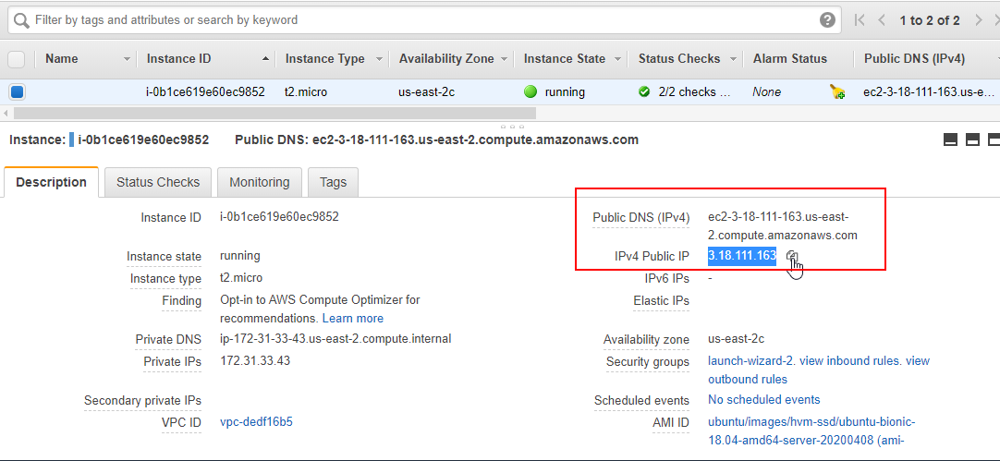 Filter by tags and attributes or search by keyword
1 to 2 of 2
Name Instance ID Instance Type Availability Zone Instance State Status Checks Alarm Status Public DNS (IPv4)
i-0b1ce619e60ec9852 t2.micro us-east-2c running 2/2 checks ... None ec2-3-18-111-163.us-e...
Instance: i-0b1ce619e60ec9852 Public DNS: ec2-3-18-111-163.us-east-2.compute.amazonaws.com
Description Status Checks Monitoring Tags
Instance ID i-0b1ce619e60ec9852
Public DNS (IPv4) ec2-3-18-111-163.us-east-
2.compute.amazonaws.com
Instance state running
IPv4 Public IP 3.18.111.163
Instance type t2.micro
IPv6 IPs -
Finding Opt-in to AWS Compute Optimizer for
recommendations. Learn more
Elastic IPs
Private DNS ip-172-31-33-43.us-east-2.compute.internal
Availability zone us-east-2c
Private IPs 172.31.33.43
Security groups launch-wizard-2. view inbound rules. view
outbound rules
Secondary private IPs
Scheduled events No scheduled events
VPC ID vpc-dedf16b5
AMI ID ubuntu/images/hvm-ssd/ubuntu-bionic-
18.04-amd64-server-20200408 (ami-